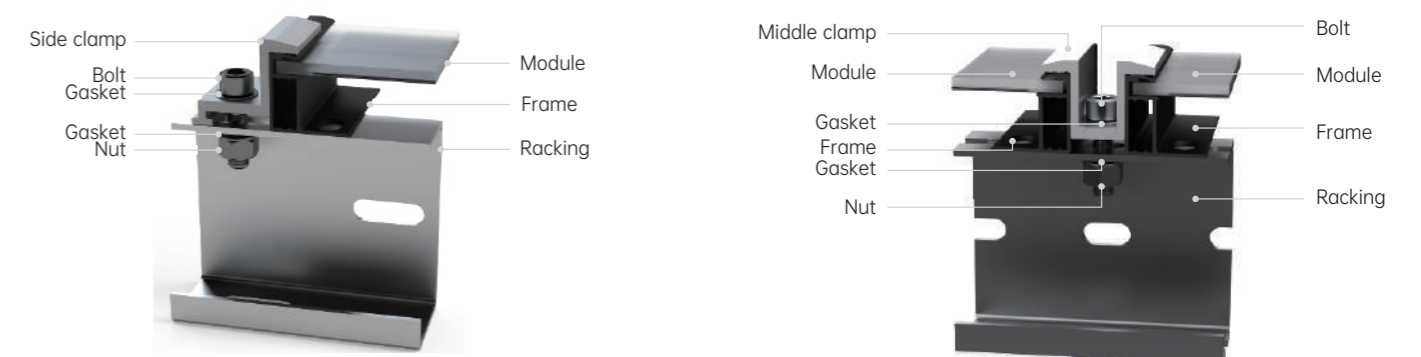 Side clamp
Bolt
Gasket
Gasket
Nut
Module
Frame
Racking
Middle clamp
Module
Gasket
Frame
Gasket
Nut
Bolt
Module
Frame
Racking